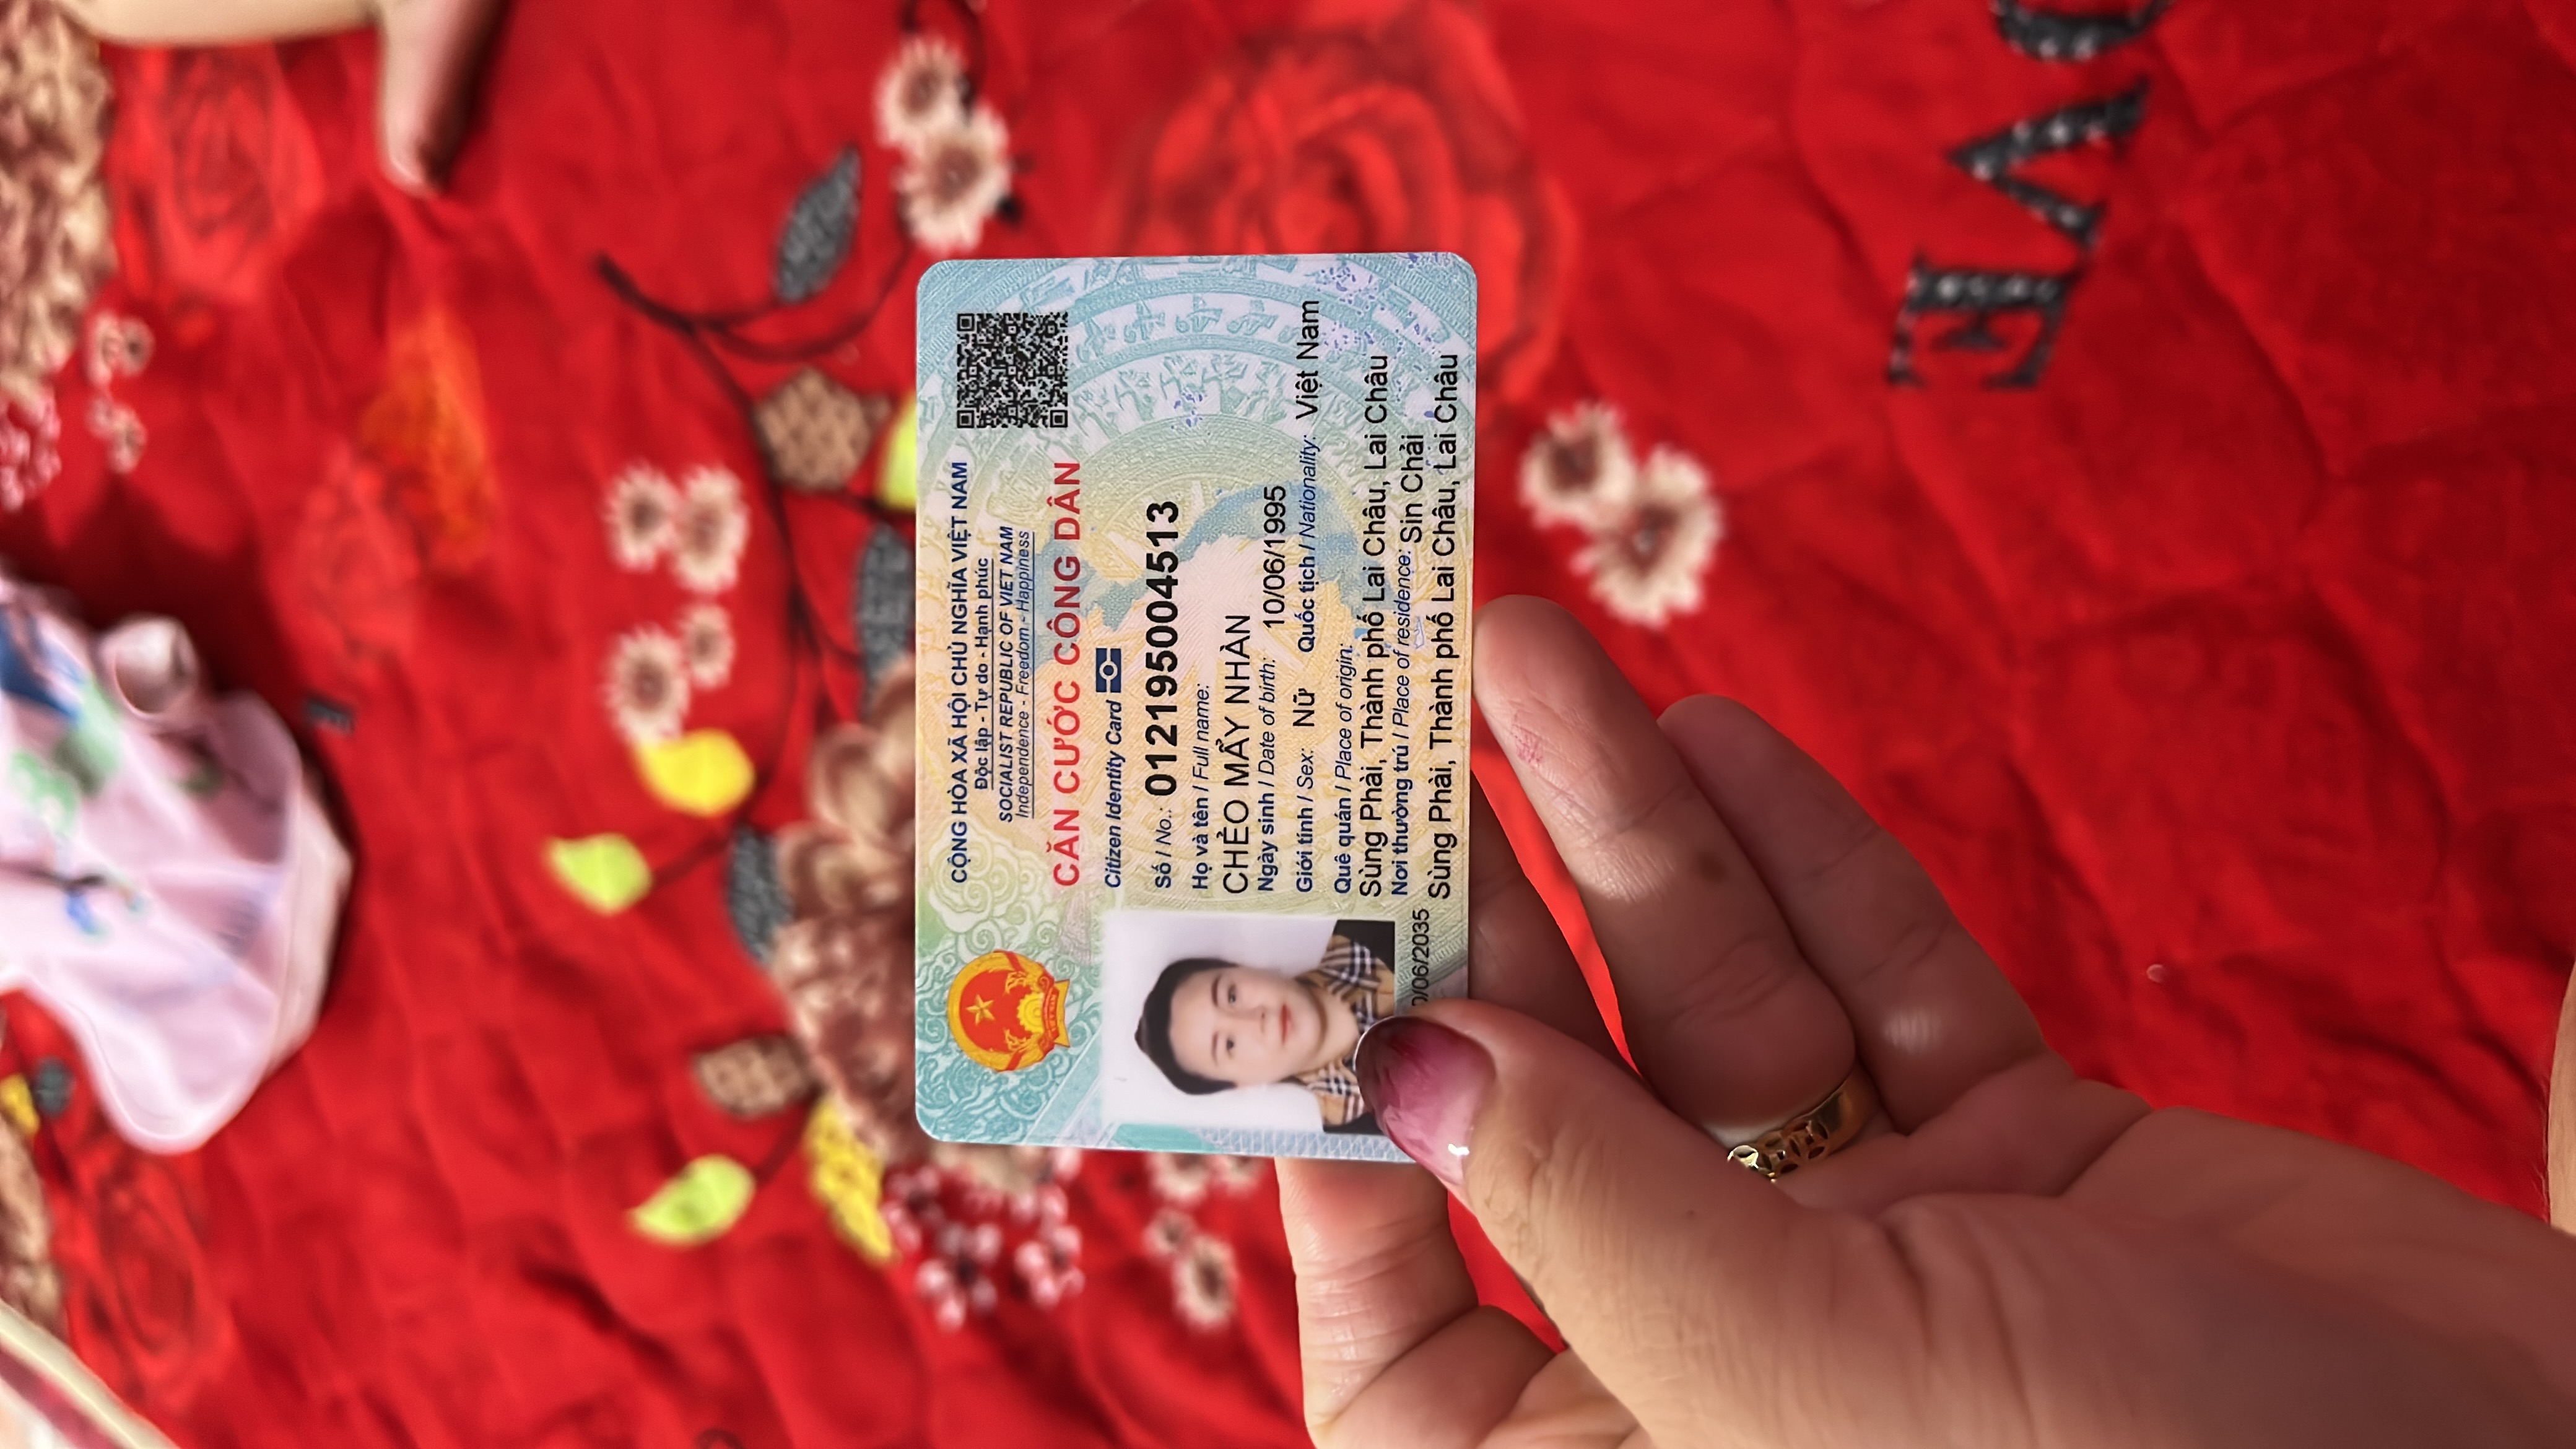 CỘNG HÒA XÃ HỘI CHỦ NGHĨA VIỆT NAM
Độc lập - Tự do - Hạnh phúc
SOCIALIST REPUBLIC OF VIET NAM
Independence - Freedom - Happiness
CĂN CƯỚC CÔNG DÂN
Citizen Identity Card
Số / No.: 012195004513
Họ và tên / Full name:
CHẺO MẨY NHÀN
Ngày sinh / Date of birth: 10/06/1995
Giới tính / Sex: Nữ Quốc tịch / Nationality: Việt Nam
Quê quán / Place of origin:
Sùng Phài, Thành phố Lai Châu, Lai Châu
Nơi thường trú / Place of residence: Sin Chải
Sùng Phài, Thành phố Lai Châu, Lai Châu
0/06/2035
VIỆT NAM